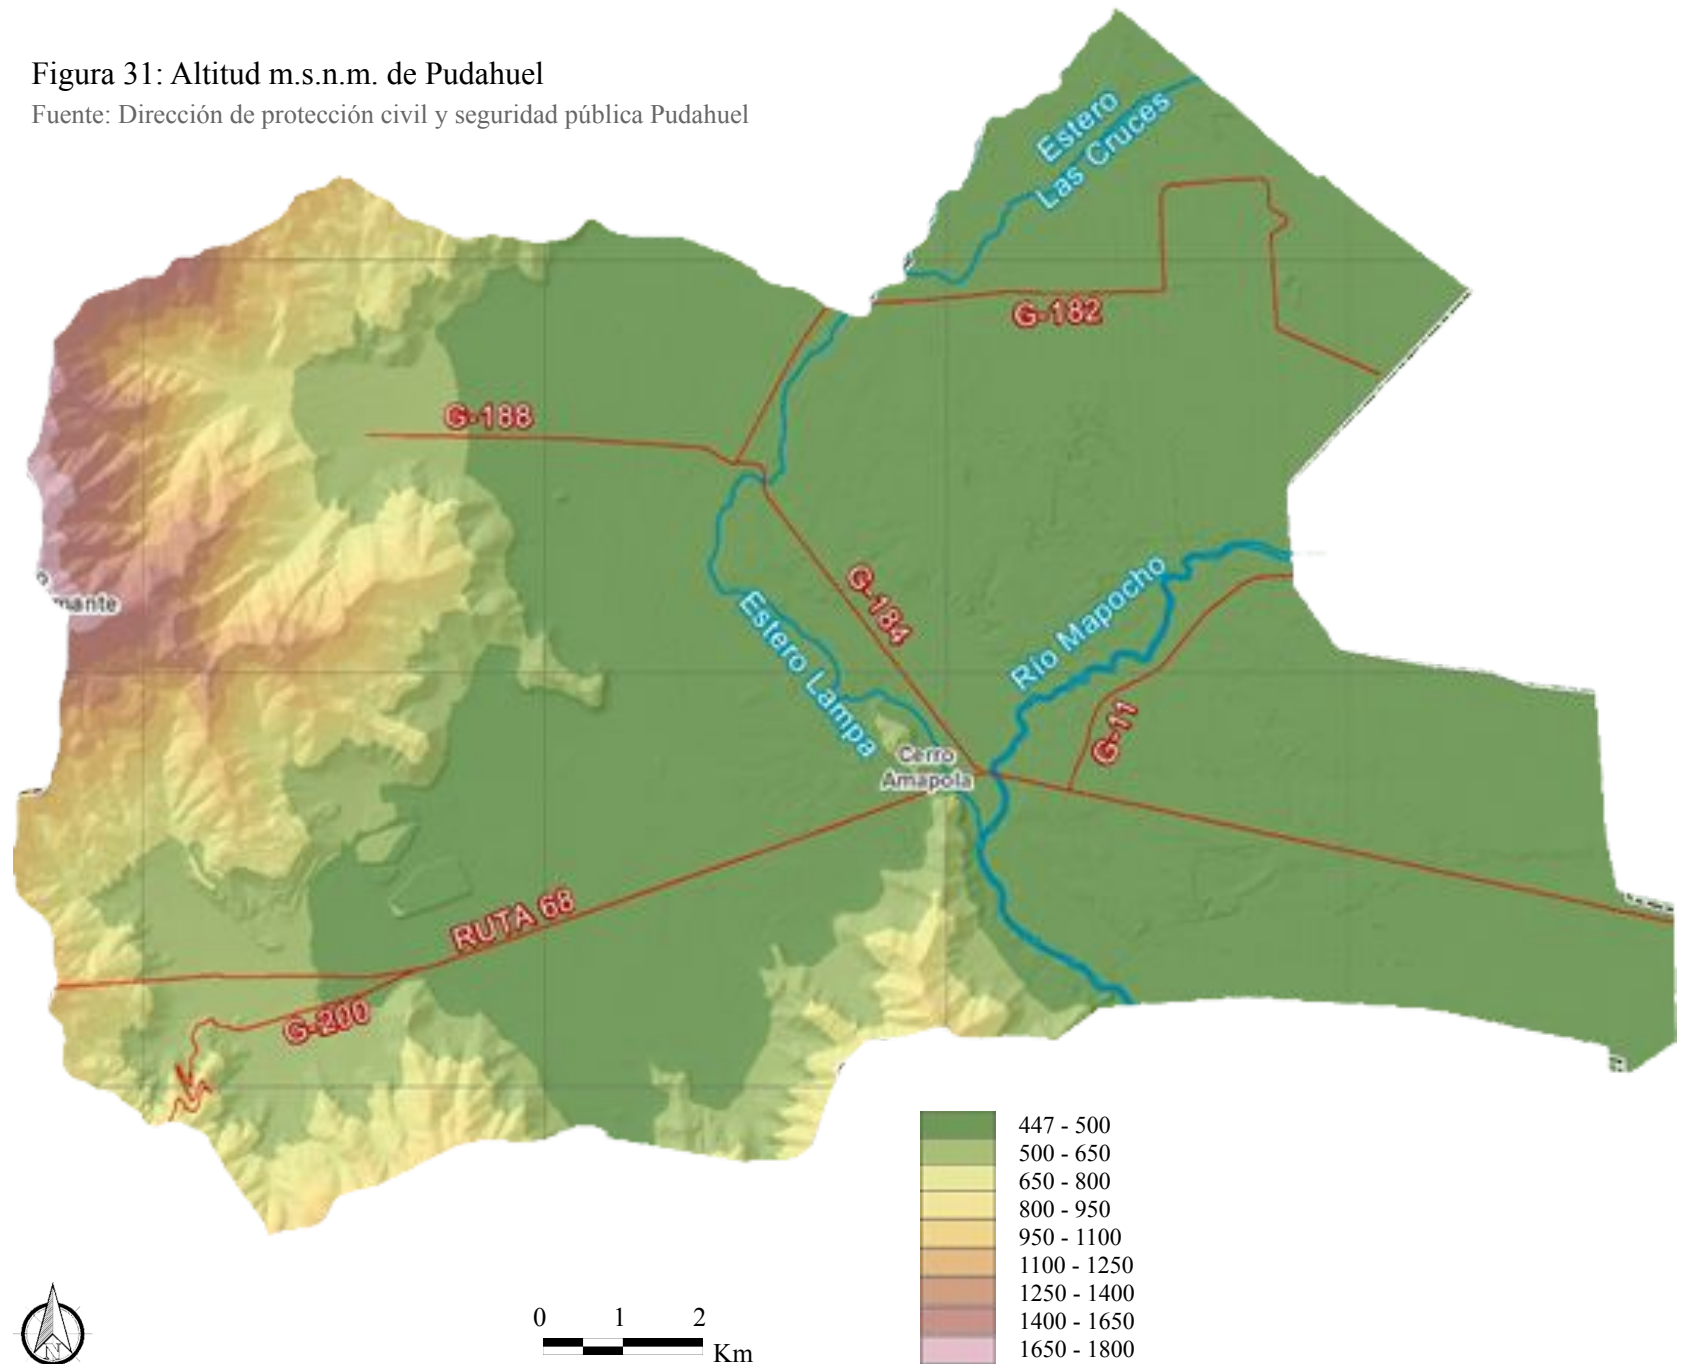 Figura 31: Altitud m.s.n.m. de Pudahuel
Fuente: Dirección de protección civil y seguridad pública Pudahuel
Estero
Las Cruces
G-182
G-188
G-184
Estero Lampa
Río Mapocho
G-11
mante
Cerro
Amapola
RUTA 68
G-200
447 - 500
500 - 650
650 - 800
800 - 950
950 - 1100
1100 - 1250
1250 - 1400
1400 - 1650
1650 - 1800
N
0 1 2
Km